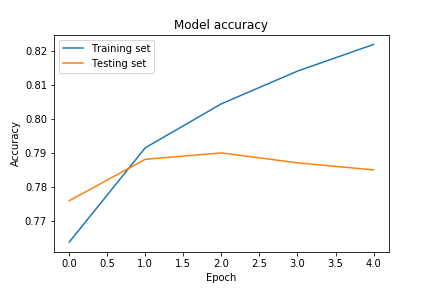 Model accuracy
Training set
Testing set
0.82
0.81
0.80
0.79
0.78
0.77
Accuracy
0.0 0.5 1.0 1.5 2.0 2.5 3.0 3.5 4.0
Epoch